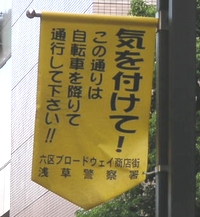 気を付けて!
この通りは
自転車を降りて
通行して下さい!!
六区ブロードウェイ商店街
浅草警察署